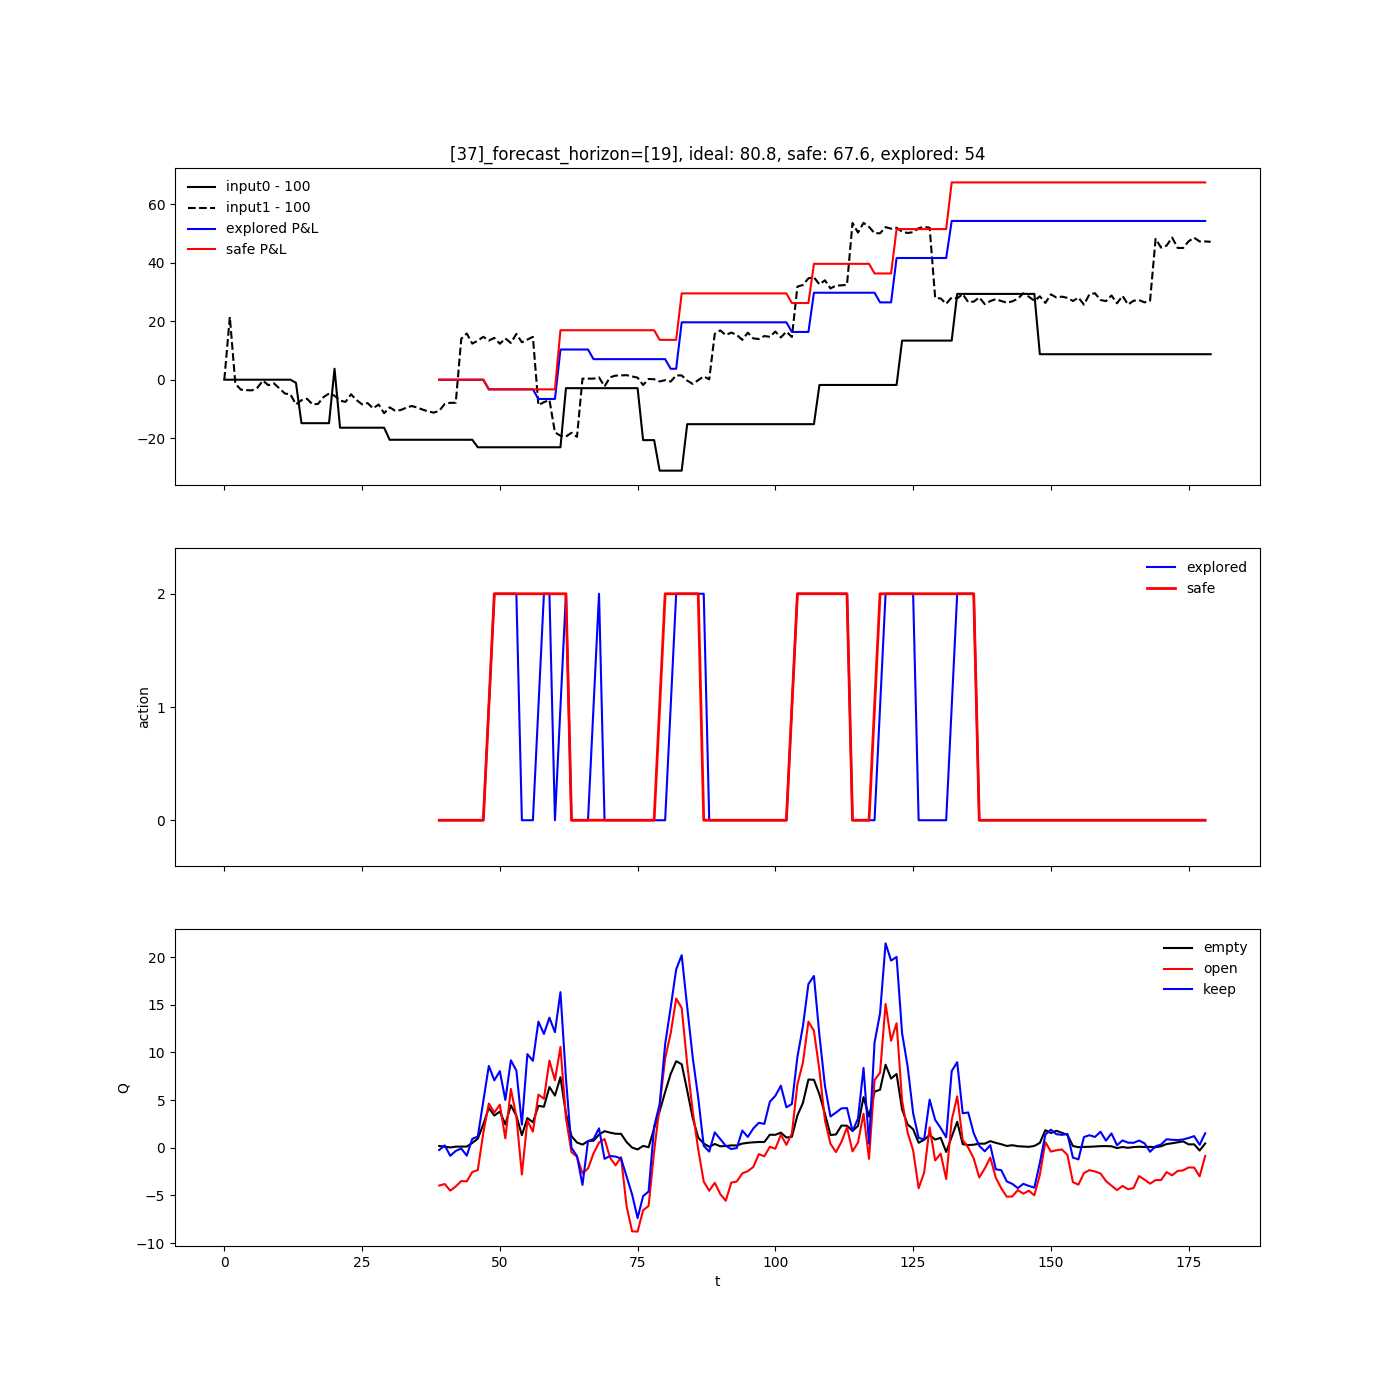 [37]_forecast_horizon=[19], ideal: 80.8, safe: 67.6, explored: 54
input0 - 100
input1 - 100
explored P&L
safe P&L
60
40
20
0
−20
explored
safe
2
1
0
action
empty
open
keep
20
15
10
5
0
−5
−10
Q
0 25 50 75 100 125 150 175
t